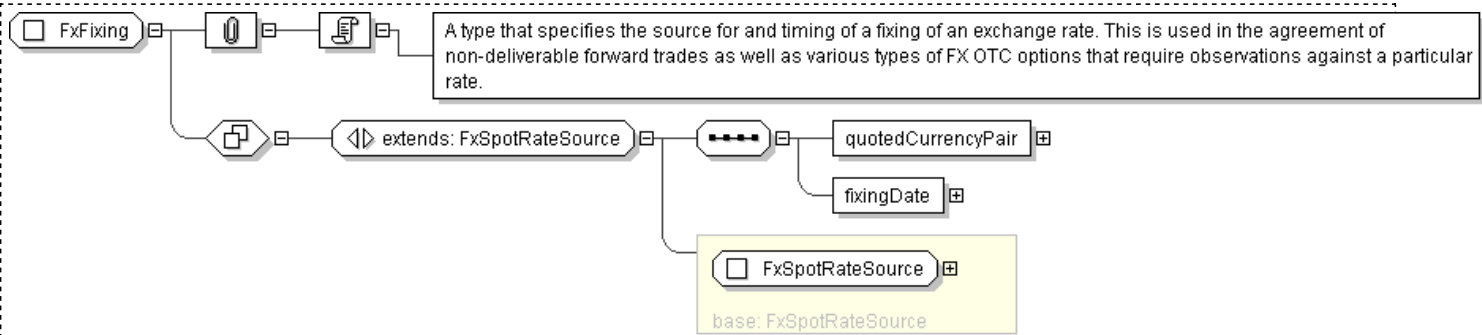 FxFixing
A type that specifies the source for and timing of a fixing of an exchange rate. This is used in the agreement of
non-deliverable forward trades as well as various types of FX OTC options that require observations against a particular
rate.
extends: FxSpotRateSource
quotedCurrencyPair
fixingDate
FxSpotRateSource
base: FxSpotRateSource